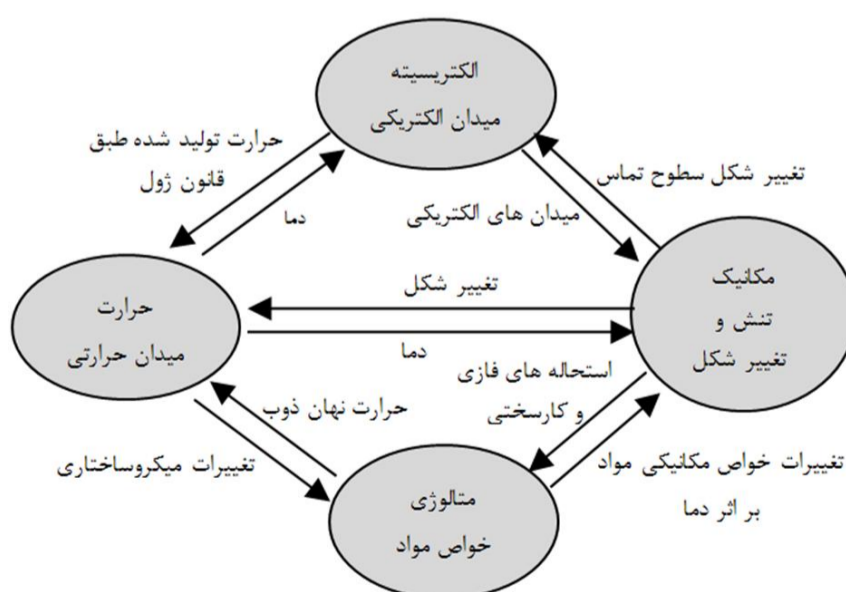 الکتریسیته
میدان الکتریکی
حرارت تولید شده طبق
قانون ژول
دما
تغییر شکل سطوح تماس
میدان های الکتریکی
مکانیک
تنش و
تغییر شکل
حرارت
میدان حرارتی
تغییر شکل
دما
استحاله های فازی
و کارسختی
حرارت نهان ذوب
تغییرات میکروساختاری
تغییرات خواص مکانیکی مواد
بر اثر دما
متالوژی
خواص مواد